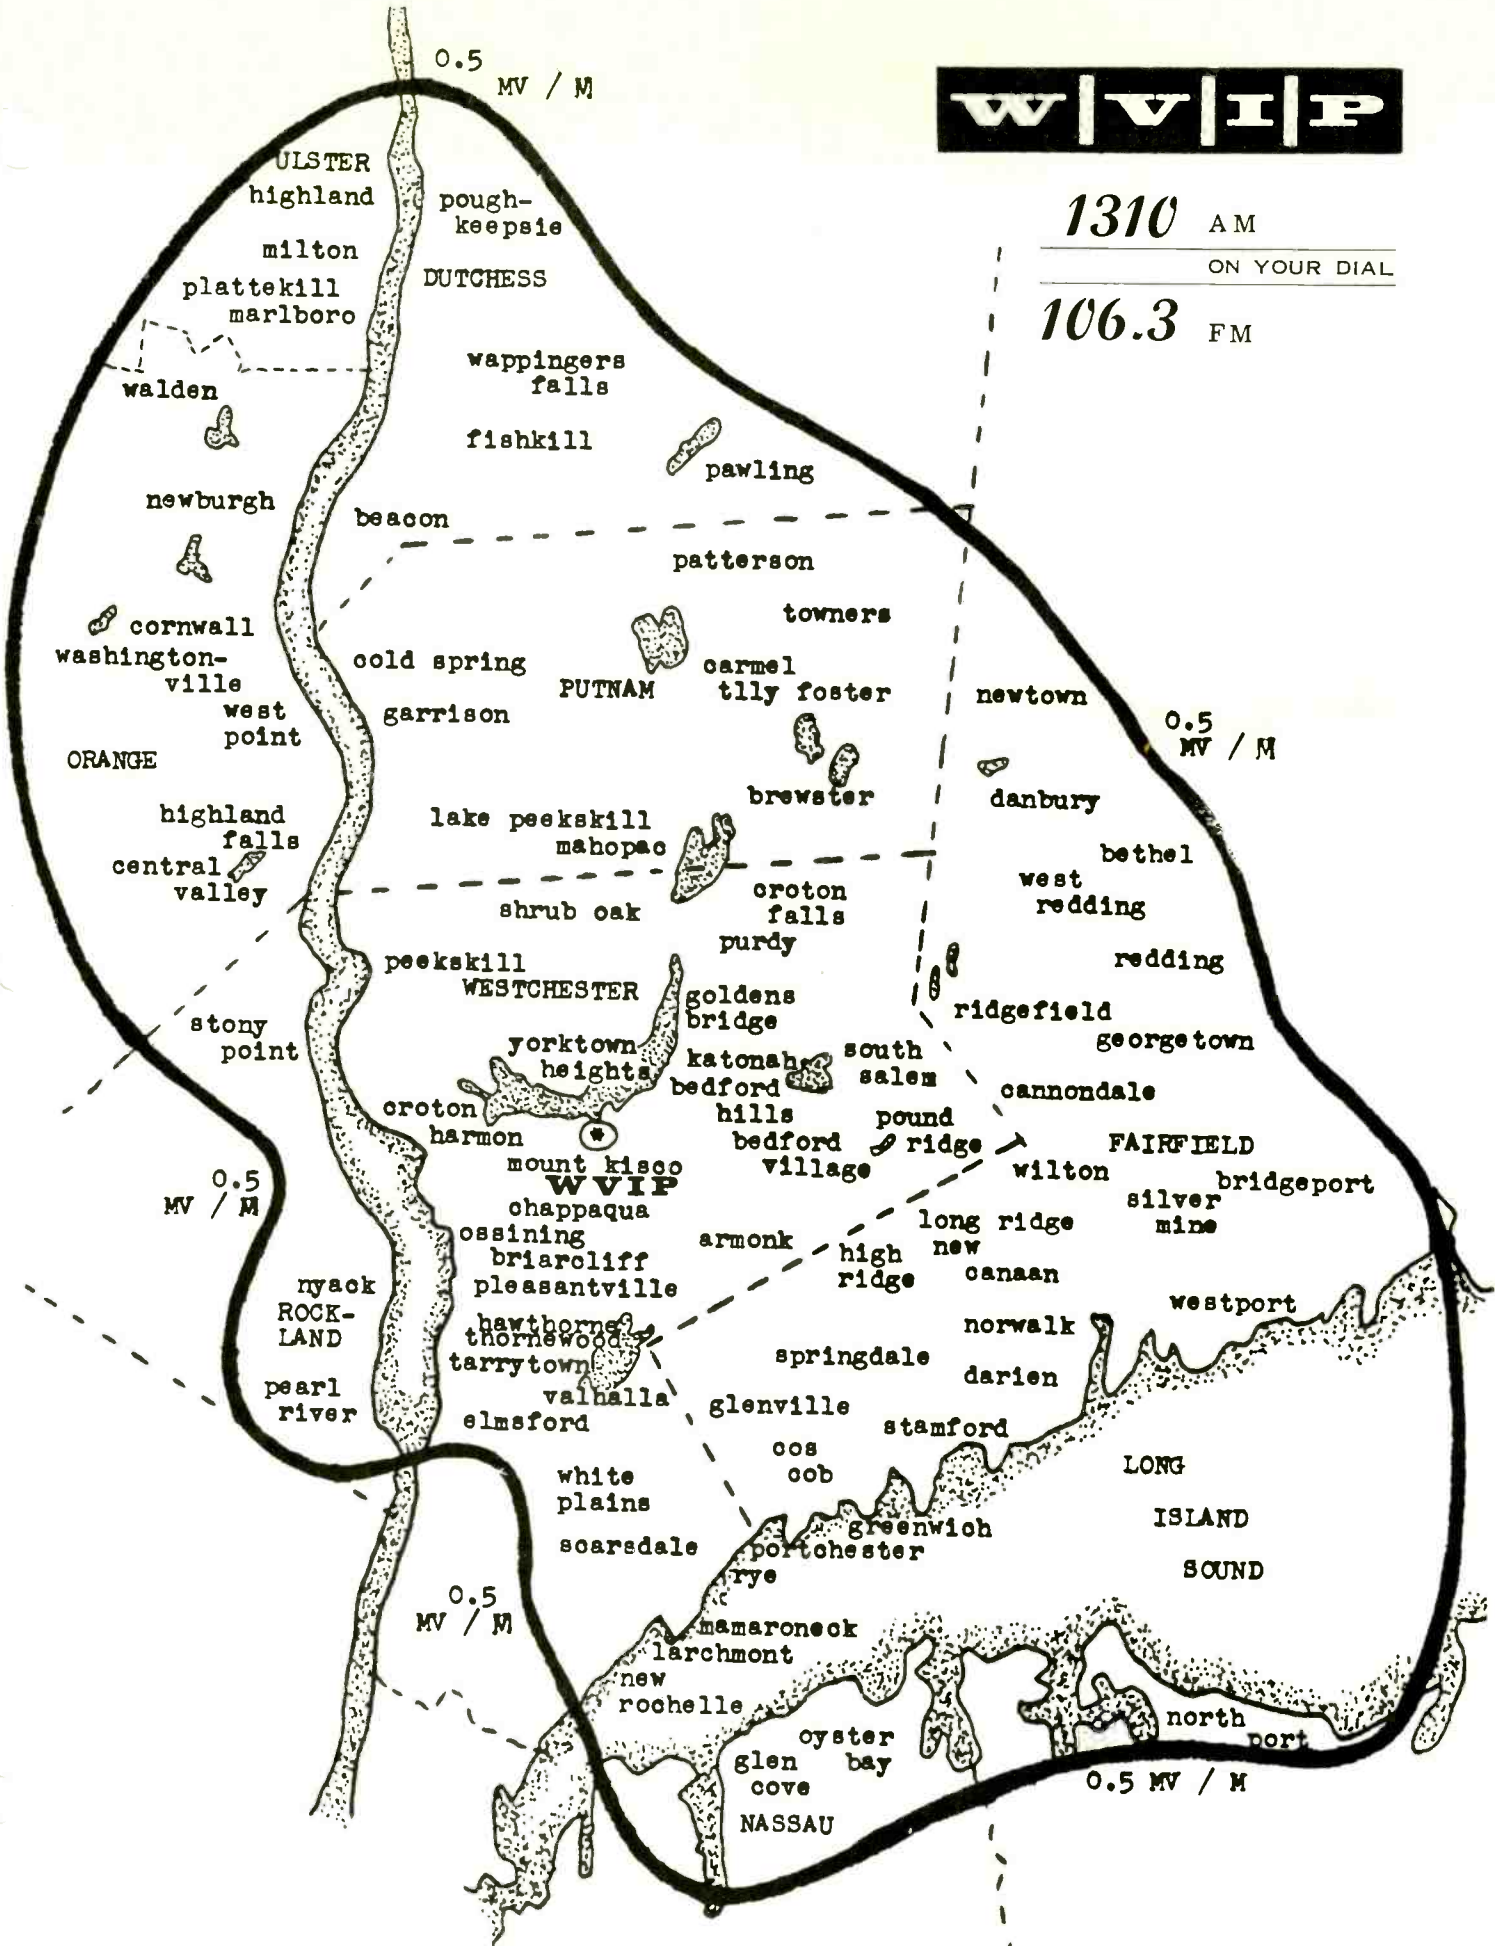 0.5
MV / M
W|V|I|P
1310 AM
ON YOUR DIAL
106.3 FM
ULSTER
highland
pough-
keepsie
milton
DUTCHESS
plattekill
marlboro
wappingers
falls
walden
fishkill
pawling
newburgh
beacon
patterson
towners
cornwall
washington-
ville
cold spring
carmel
PUTNAM
tlly foster
newtown
west
point
garrison
0.5
MV / M
ORANGE
brewster
danbury
highland
falls
lake peekskill
mahopac
bethel
central
valley
west
redding
croton
falls
shrub oak
purdy
peekskill
redding
WESTCHESTER
goldens
bridge
ridgefield
stony
point
georgetown
yorktown
heights
katonah
south
salem
bedford
hills
cannondale
croton
harmon
pound
ridge
bedford
village
FAIRFIELD
mount kisco
WVIP
wilton
bridgeport
0.5
MV / M
silver
mine
chappaqua
long ridge
ossining
armonk
new
canaan
high
ridge
briarcliff
pleasantville
nyack
ROCK-
LAND
westport
hawthorne
thornewood
norwalk
tarrytown
springdale
darien
pearl
river
valhalla
glenville
elmsford
stamford
cos
cob
LONG
white
plains
ISLAND
greenwich
scarsdale
portchester
SOUND
rye
0.5
MV / M
mamaroneck
larchmont
new
rochelle
north
port
oyster
bay
glen
cove
0.5 MV / M
NASSAU